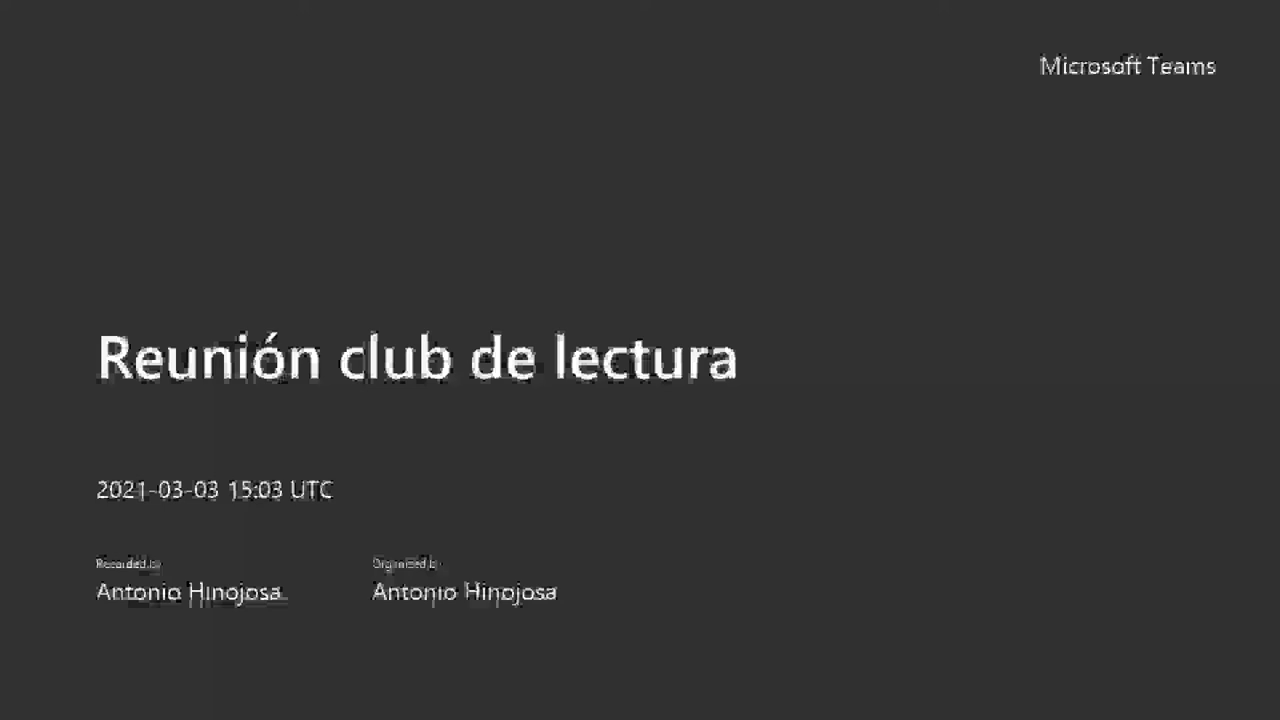 Microsoft Teams
Reunión club de lectura
2021-03-03 15:03 UTC
Recorded by
Organized by
Antonio Hinojosa
Antonio Hinojosa